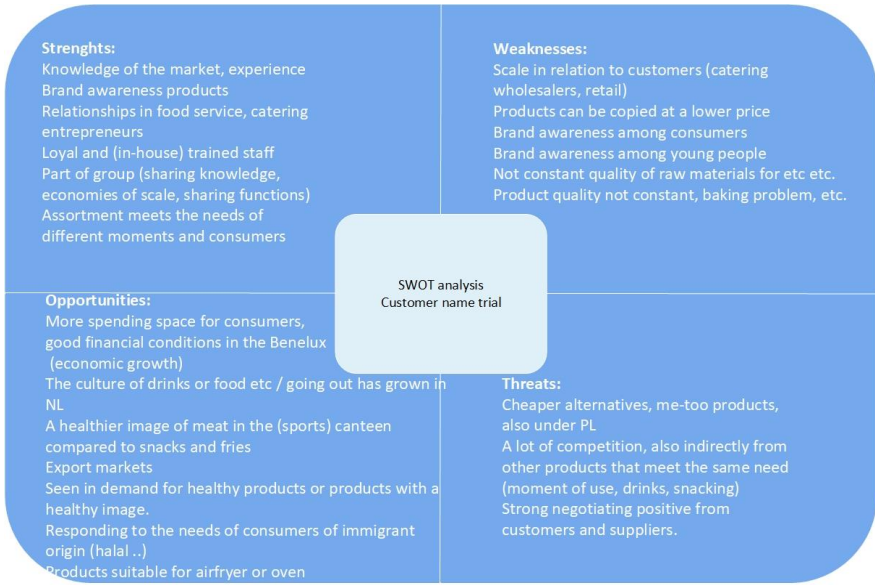 Strenghts:
Knowledge of the market, experience
Brand awareness products
Relationships in food service, catering
entrepreneurs
Loyal and (in-house) trained staff
Part of group (sharing knowledge,
economies of scale, sharing functions)
Assortment meets the needs of
different moments and consumers
Weaknesses:
Scale in relation to customers (catering
wholesalers, retail)
Products can be copied at a lower price
Brand awareness among consumers
Brand awareness among young people
Not constant quality of raw materials for etc etc.
Product quality not constant, baking problem, etc.
SWOT analysis
Customer name trial
Opportunities:
More spending space for consumers,
good financial conditions in the Benelux
(economic growth)
The culture of drinks or food etc / going out has grown in
NL
A healthier image of meat in the (sports) canteen
compared to snacks and fries
Export markets
Seen in demand for healthy products or products with a
healthy image.
Responding to the needs of consumers of immigrant
origin (halal ..)
Products suitable for airfryer or oven
Threats:
Cheaper alternatives, me-too products,
also under PL
A lot of competition, also indirectly from
other products that meet the same need
(moment of use, drinks, snacking)
Strong negotiating positive from
customers and suppliers.